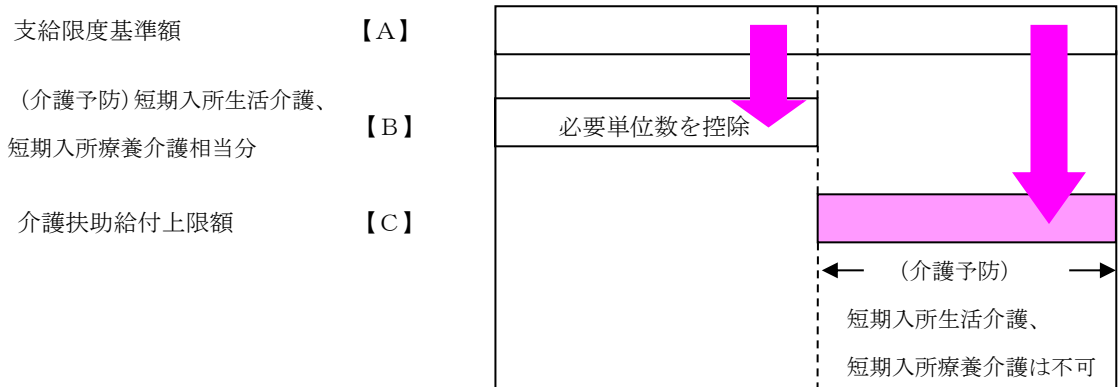 支給限度基準額 【A】
（介護予防）短期入所生活介護、
短期入所療養介護相当分
【B】
必要単位数を控除
介護扶助給付上限額 【C】
（介護予防）
短期入所生活介護、
短期入所療養介護は不可